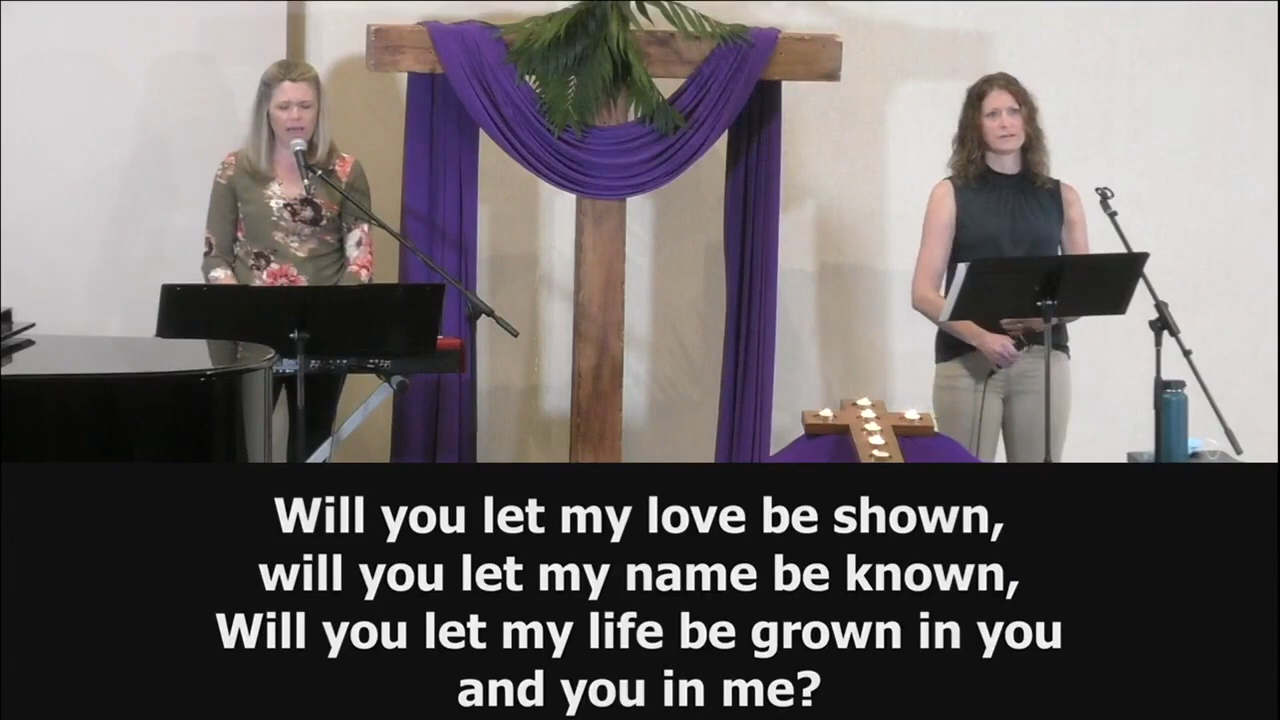 Will you let my love be shown,
will you let my name be known,
Will you let my life be grown in you
and you in me?